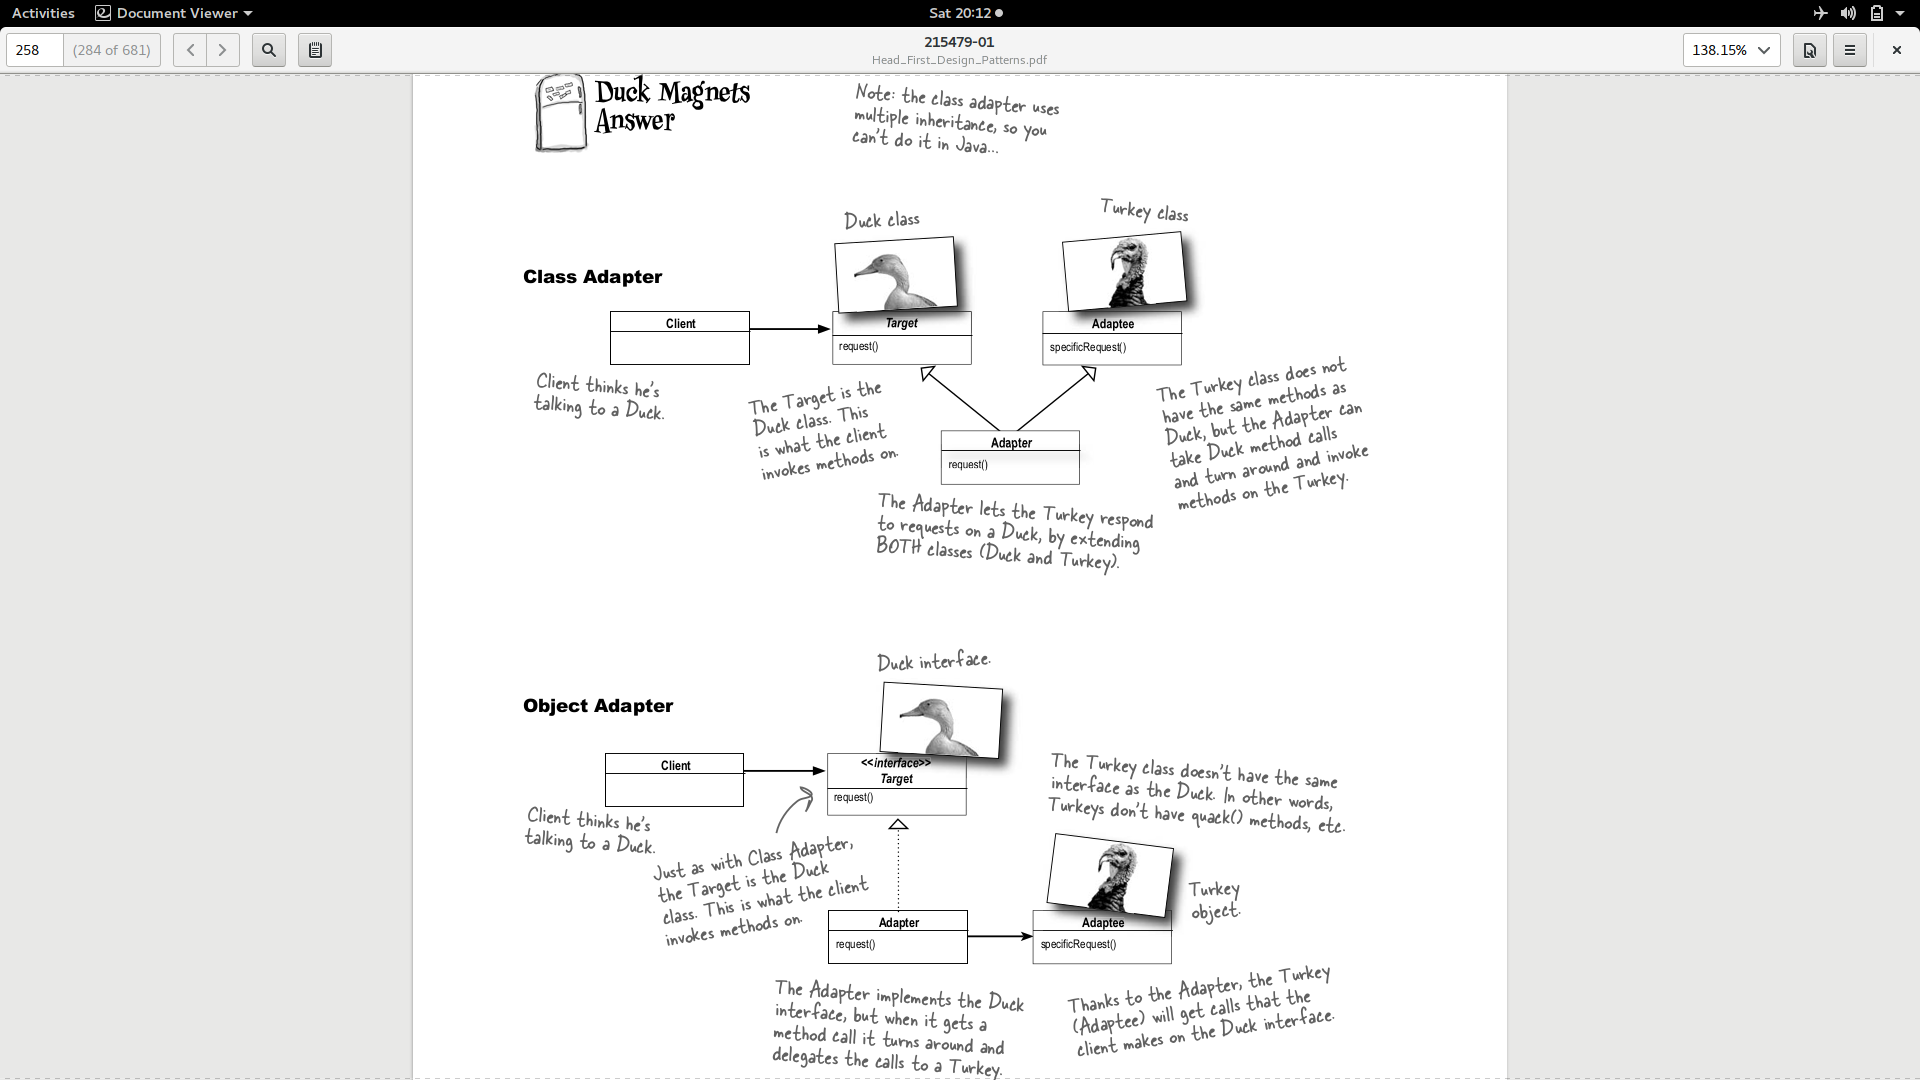 Activities Document Viewer Sat 20:12
258 (284 of 681) 215479-01 138.15%
Head_First_Design_Patterns.pdf
Duck Magnets
Answer
Note: the class adapter uses
multiple inheritance, so you
can't do it in Java...
Duck class
Turkey class
Class Adapter
Client
Target
request()
Adaptee
specificRequest()
Client thinks he's
talking to a Duck.
The Target is the
Duck class. This
is what the client
invokes methods on.
Adapter
request()
The Turkey class does not
have the same methods as
Duck, but the Adapter can
take Duck method calls
and turn around and invoke
methods on the Turkey.
The Adapter lets the Turkey respond
to requests on a Duck, by extending
BOTH classes (Duck and Turkey).
Duck interface.
Object Adapter
Client
<<interface>>
Target
request()
The Turkey class doesn't have the same
interface as the Duck. In other words,
Turkeys don't have quack() methods, etc.
Client thinks he's
talking to a Duck.
Just as with Class Adapter,
the Target is the Duck
class. This is what the client
invokes methods on.
Turkey
object.
Adapter
request()
Adaptee
specificRequest()
The Adapter implements the Duck
interface, but when it gets a
method call it turns around and
delegates the calls to a Turkey.
Thanks to the Adapter, the Turkey
(Adaptee) will get calls that the
client makes on the Duck interface.